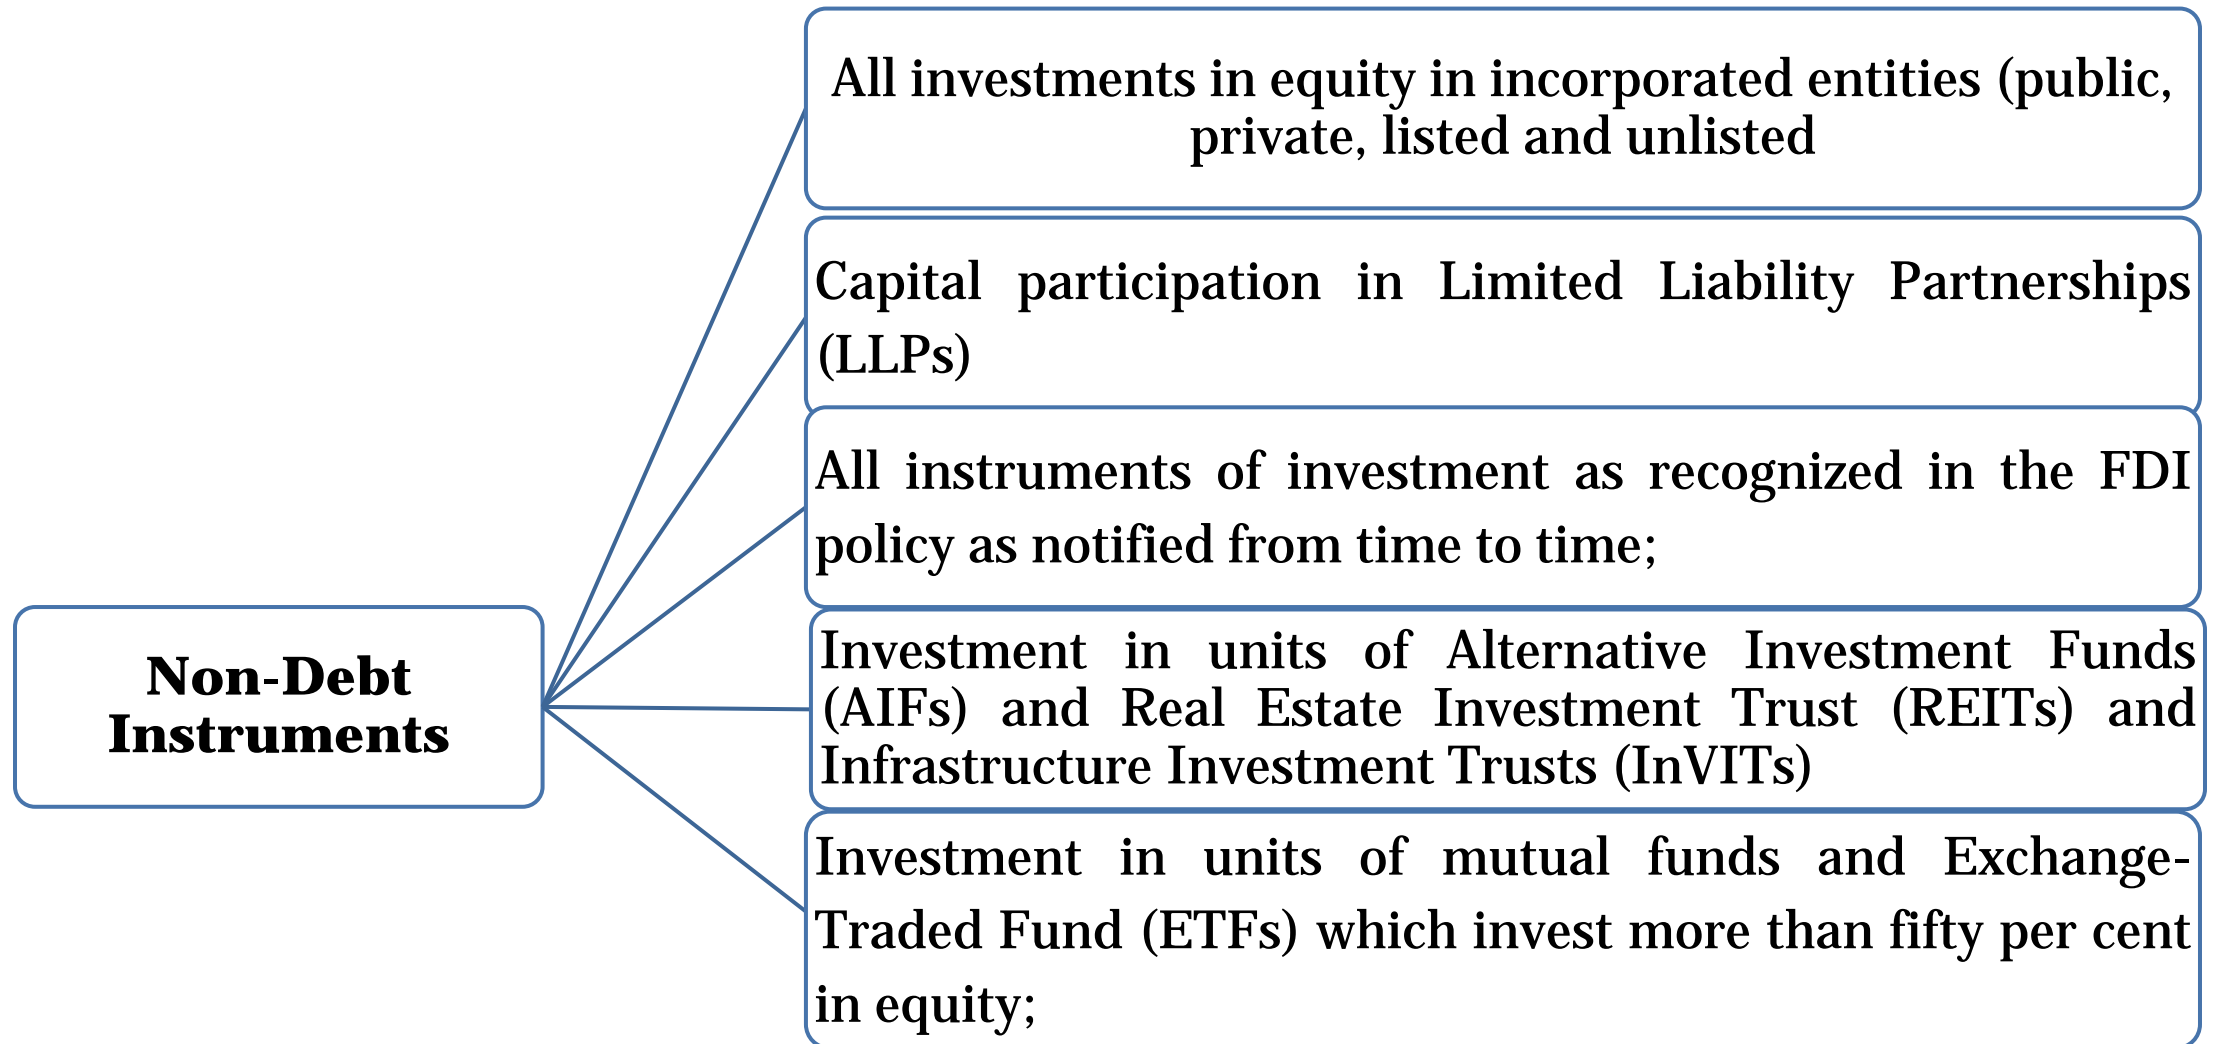 All investments in equity in incorporated entities (public,
private, listed and unlisted
Capital participation in Limited Liability Partnerships
(LLPs)
All instruments of investment as recognized in the FDI
policy as notified from time to time;
Non-Debt
Instruments
Investment in units of Alternative Investment Funds
(AIFs) and Real Estate Investment Trust (REITs) and
Infrastructure Investment Trusts (InVITs)
Investment in units of mutual funds and Exchange-
Traded Fund (ETFs) which invest more than fifty per cent
in equity;